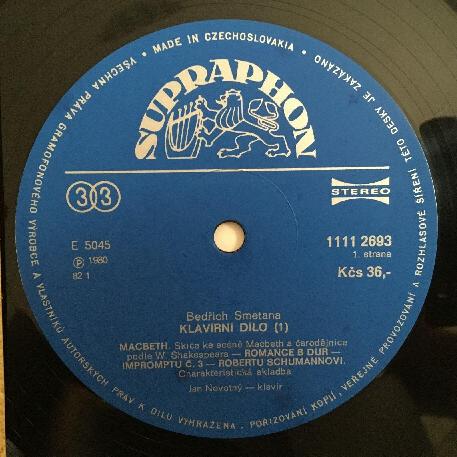 VŠECHNA PRÁVA GRAMOFONOVÉHO VÝROBCE A VLASTNÍKŮ AUTORSKÝCH PRÁV K DÍLU VYHRAŽENA. POŘIZOVÁNÍ KOPIÍ, VEŘEJNÉ PROVOZOVÁNÍ A ROZHLASOVÉ ŠÍŘENÍ TÉTO DESKY JE ZAKÁZÁNO
• MADE IN CZECHOSLOVAKIA •
SUPRAPHON
33
STEREO
E 5045
Ⓟ 1980
82 1
1111 2693
1. strana
Kčs 36,-
Bedřich Smetana
KLAVÍRNÍ DÍLO (1)
MACBETH. Skica ke scéně Macbeth a čarodějnice
podle W. Shakespeara — ROMANCE B DUR —
IMPROMPTU Č. 3 — ROBERTU SCHUMANNOVI.
Charakteristická skladba
Jan Novotný — klavír